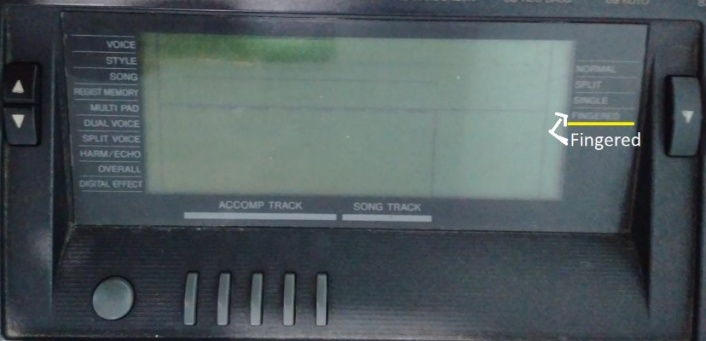 VOICE
STYLE
SONG
REGIST MEMORY
MULTI PAD
DUAL VOICE
SPLIT VOICE
HARM/ECHO
OVERALL
DIGITAL EFFECT
NORMAL
SPLIT
SINGLE
FINGERED
Fingered
ACCOMP TRACK
SONG TRACK